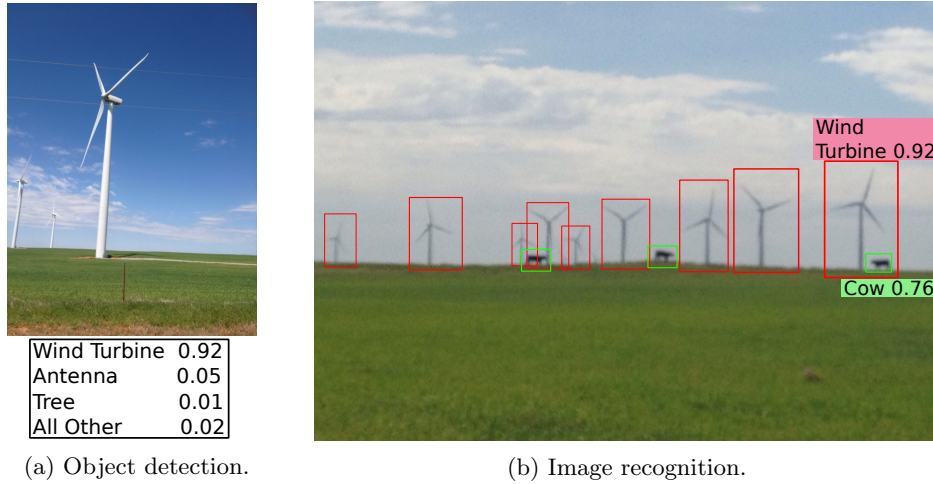 Wind
Turbine 0.92
Cow 0.76
Wind Turbine 0.92
Antenna 0.05
Tree 0.01
All Other 0.02
(a) Object detection.
(b) Image recognition.